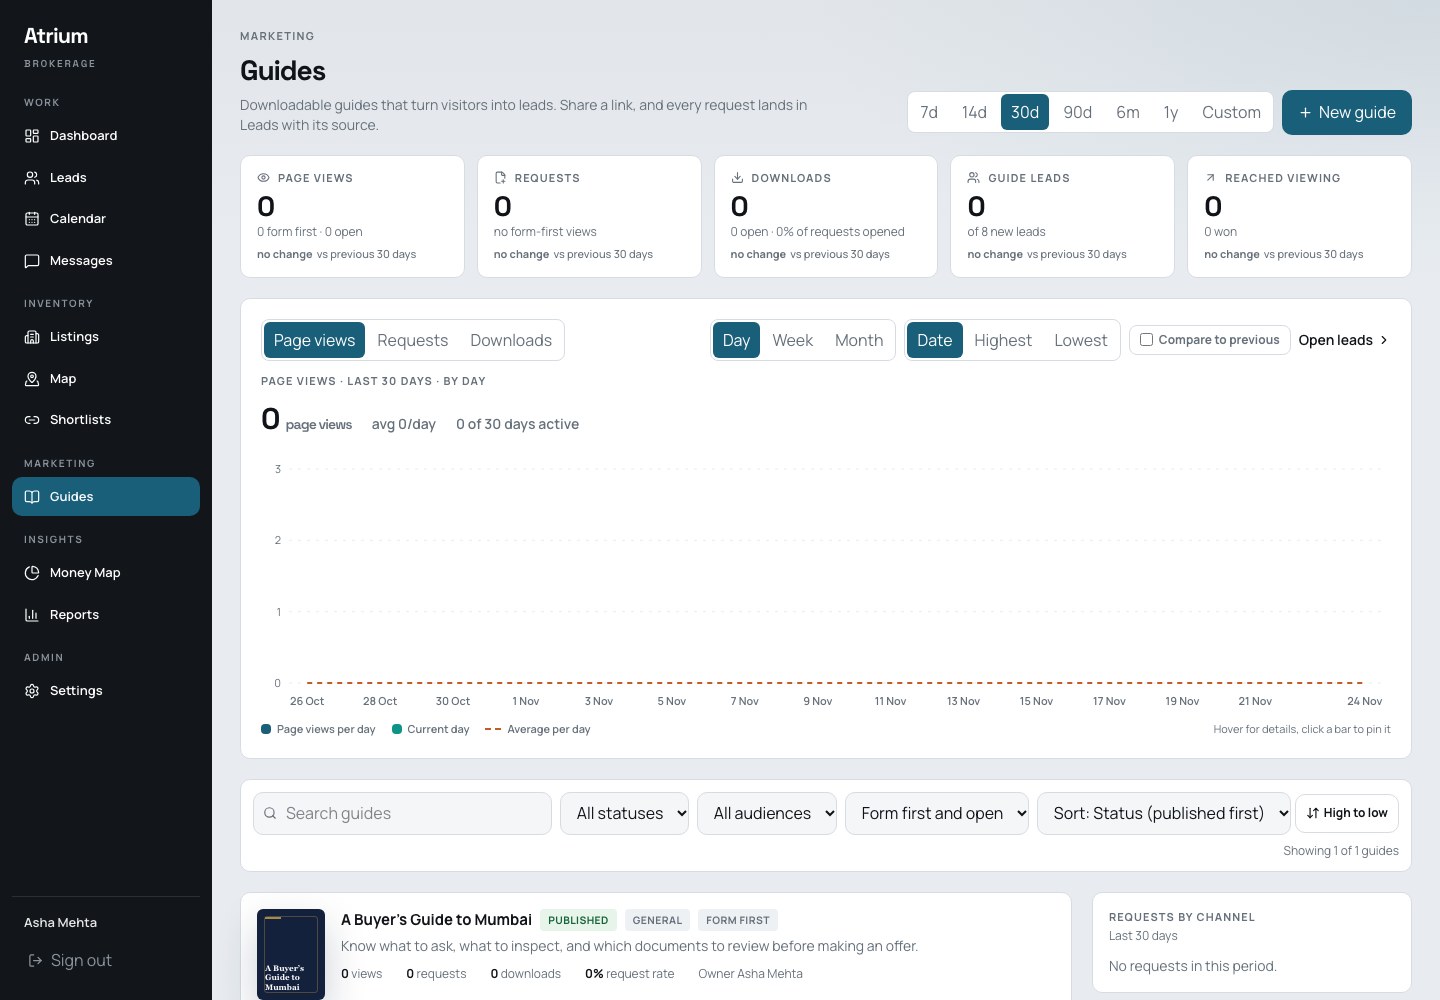 Atrium
BROKERAGE
WORK
Dashboard
Leads
Calendar
Messages
INVENTORY
Listings
Map
Shortlists
MARKETING
Guides
INSIGHTS
Money Map
Reports
ADMIN
Settings
Asha Mehta
Sign out
MARKETING
Guides
Downloadable guides that turn visitors into leads. Share a link, and every request lands in
Leads with its source.
7d 14d 30d 90d 6m 1y Custom
+ New guide
PAGE VIEWS
0
0 form first · 0 open
no change vs previous 30 days
REQUESTS
0
no form-first views
no change vs previous 30 days
DOWNLOADS
0
0 open · 0% of requests opened
no change vs previous 30 days
GUIDE LEADS
0
of 8 new leads
no change vs previous 30 days
REACHED VIEWING
0
0 won
no change vs previous 30 days
Page views Requests Downloads
Day Week Month
Date Highest Lowest
Compare to previous
Open leads
PAGE VIEWS · LAST 30 DAYS · BY DAY
0 page views avg 0/day 0 of 30 days active
3
2
1
0
26 Oct 28 Oct 30 Oct 1 Nov 3 Nov 5 Nov 7 Nov 9 Nov 11 Nov 13 Nov 15 Nov 17 Nov 19 Nov 21 Nov 24 Nov
Page views per day Current day Average per day
Hover for details, click a bar to pin it
Search guides
All statuses
All audiences
Form first and open
Sort: Status (published first)
High to low
Showing 1 of 1 guides
A Buyer's
Guide to
Mumbai
A Buyer's Guide to Mumbai PUBLISHED GENERAL FORM FIRST
Know what to ask, what to inspect, and which documents to review before making an offer.
0 views 0 requests 0 downloads 0% request rate Owner Asha Mehta
REQUESTS BY CHANNEL
Last 30 days
No requests in this period.